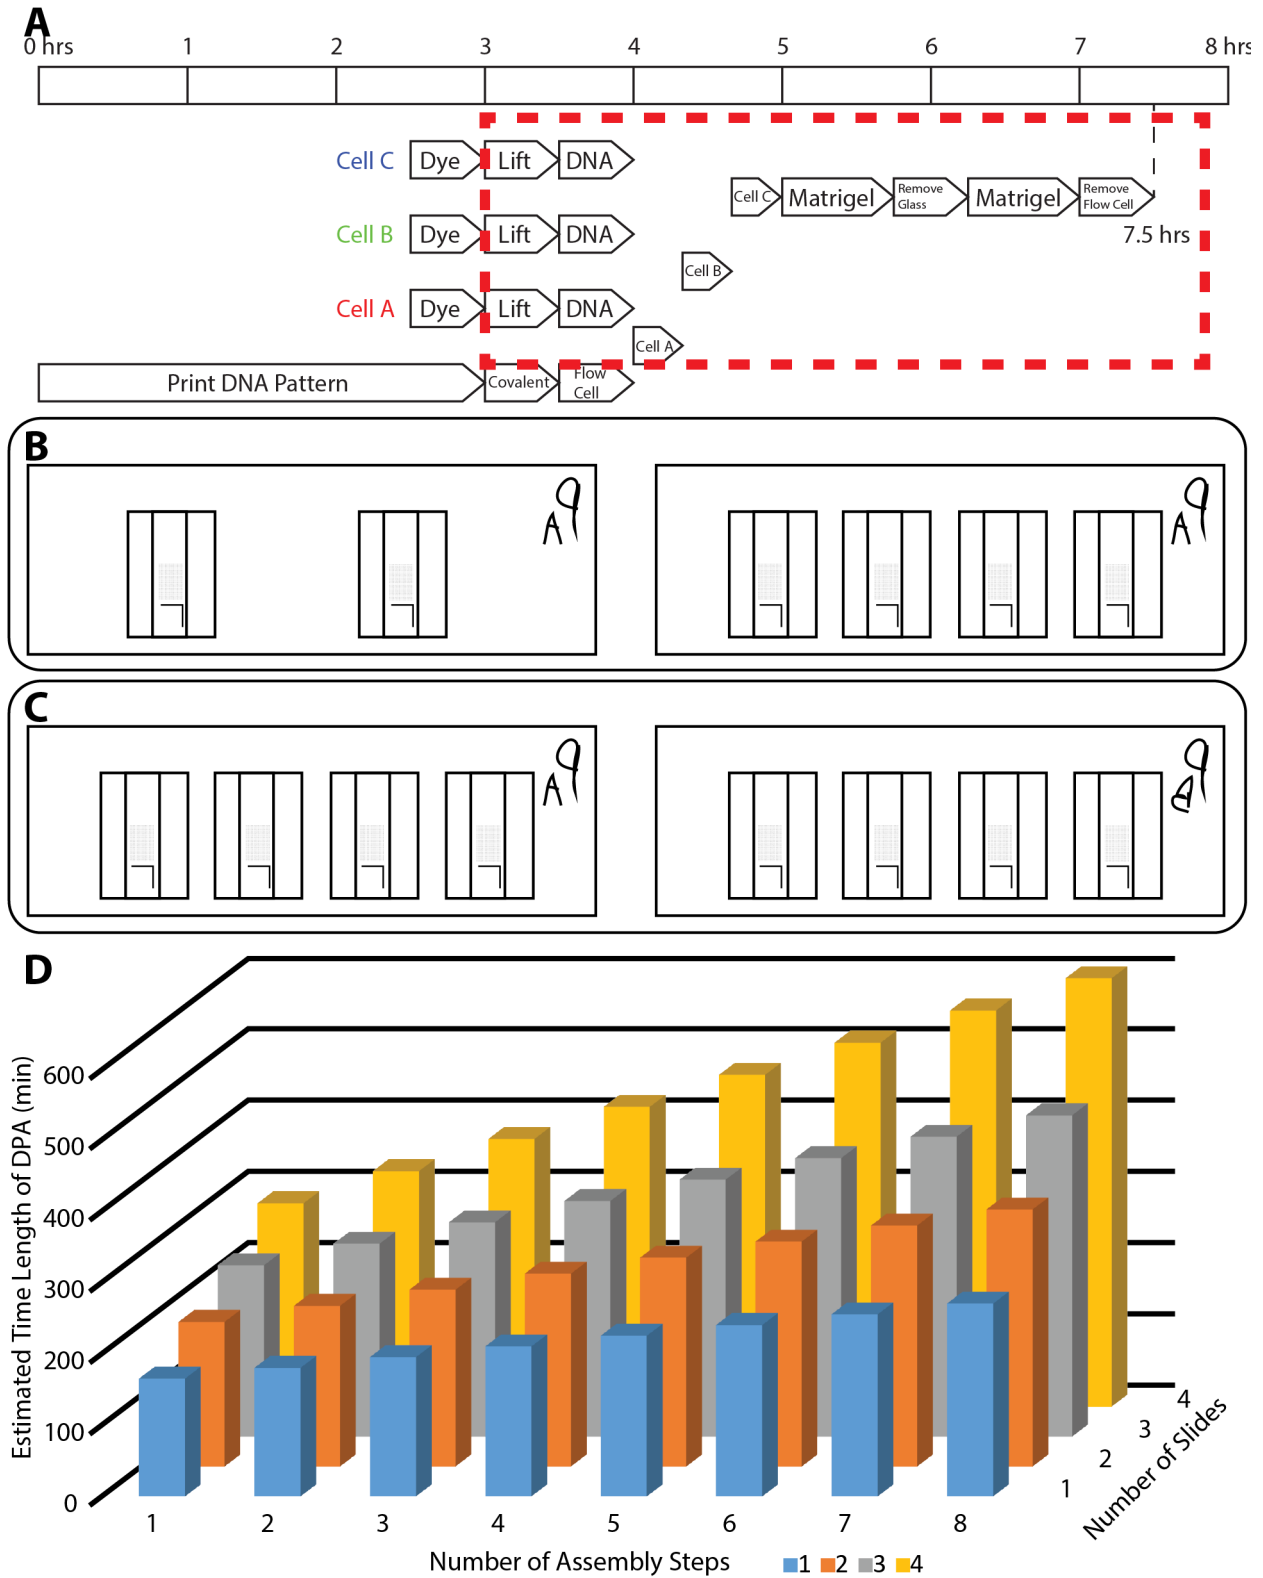 A
0 hrs 1 2 3 4 5 6 7 8 hrs
Cell C Dye Lift DNA
Cell C Matrigel Remove Glass Matrigel Remove Flow Cell
7.5 hrs
Cell B Dye Lift DNA
Cell B
Cell A Dye Lift DNA
Cell A
Print DNA Pattern Covalent Flow Cell
B
A A
C
A
D
600
500
400
300
200
100
0
Estimated Time Length of DPA (min)
1 2 3 4 5 6 7 8
Number of Assembly Steps
1 2 3 4
Number of Slides
1 2 3 4